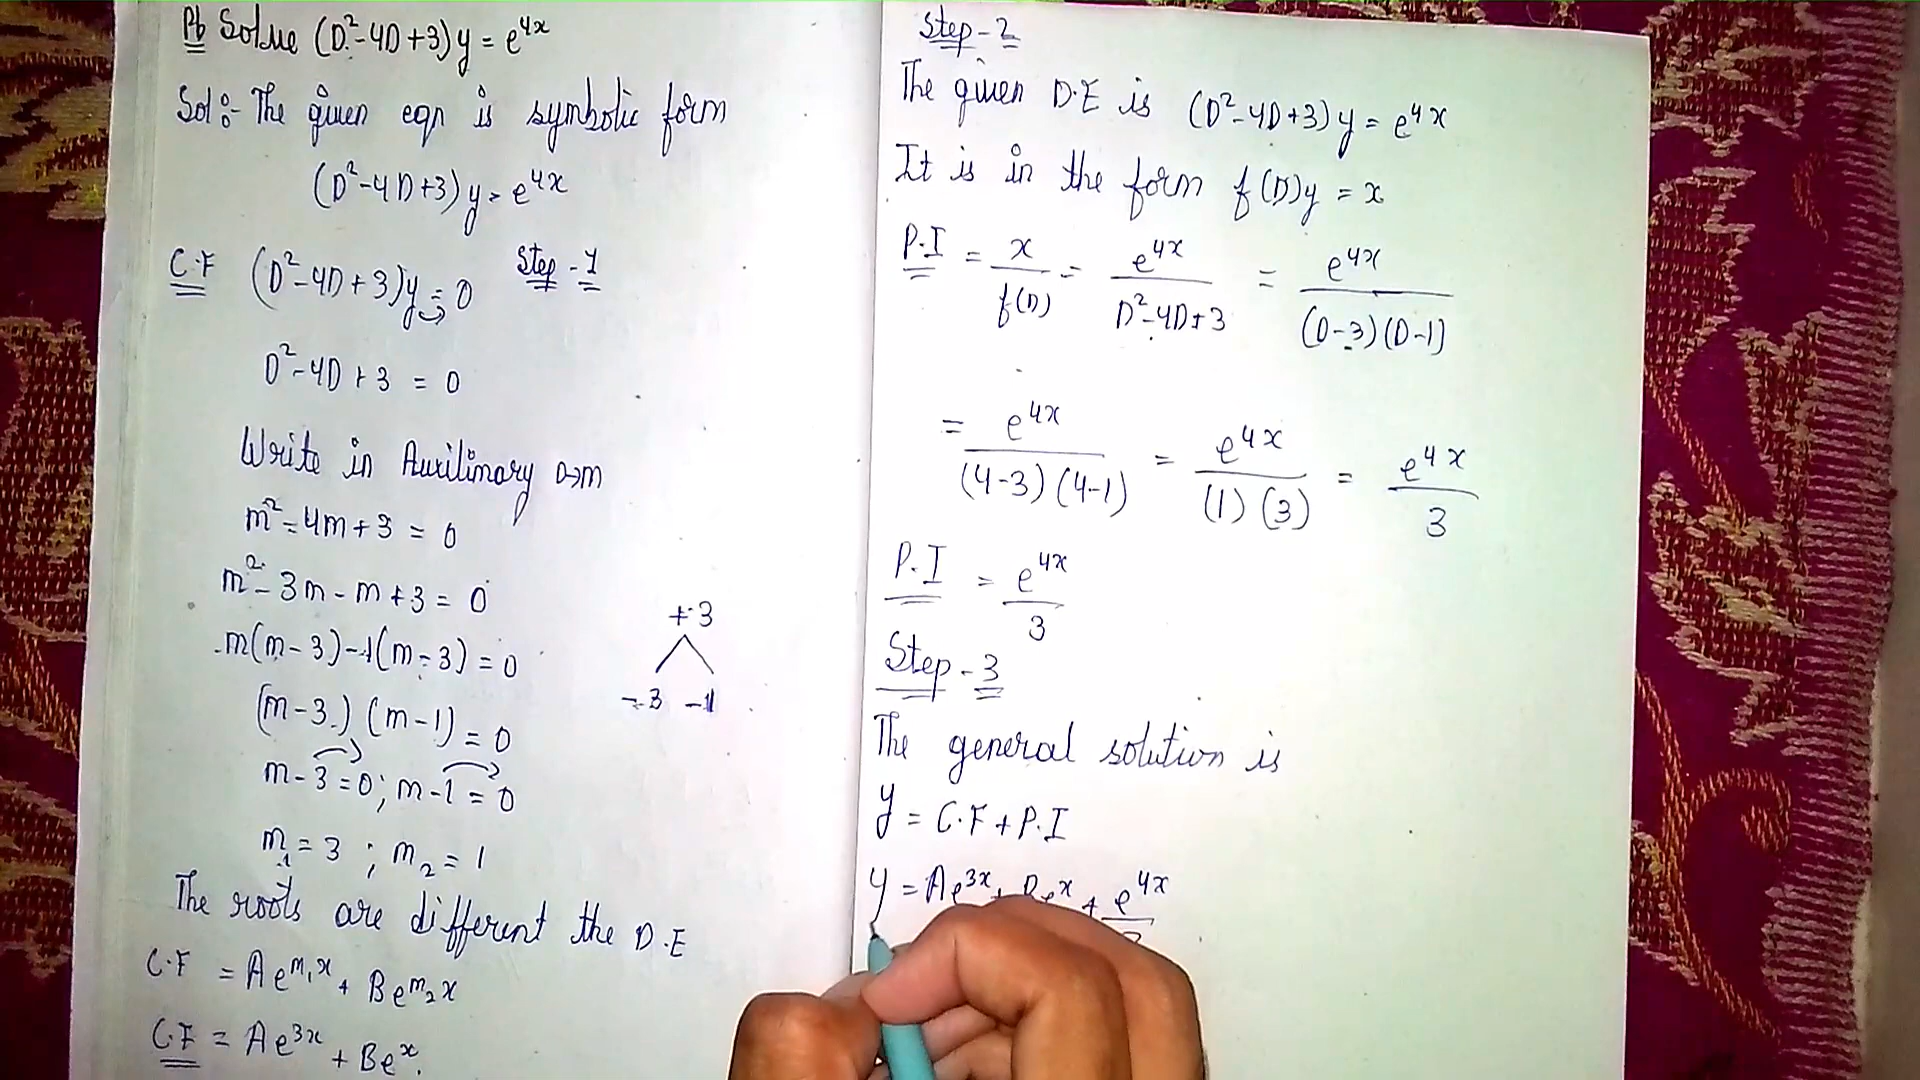 Pb Solve (D²-4D+3)y = e^4x
Sol:- The given eqn is symbolic form
(D²-4D+3)y = e^4x
C.F (D²-4D+3)y = 0 Step-1
D²-4D+3 = 0
Write in Auxilimary D→m
m²-4m+3 = 0
m²-3m-m+3 = 0
m(m-3)-1(m-3) = 0
+3
-3 -1
(m-3)(m-1) = 0
m-3=0; m-1=0
m₁=3 ; m₂=1
The roots are different the D.E
C.F = Ae^m₁x + Be^m₂x
C.F = Ae^3x + Be^x.
Step-2
The given D.E is (D²-4D+3)y = e^4x
It is in the form f(D)y = x
P.I = x/f(D) = e^4x/D²-4D+3 = e^4x/(D-3)(D-1)
= e^4x/(4-3)(4-1) = e^4x/(1)(3) = e^4x/3
P.I = e^4x/3
Step-3
The general solution is
y = C.F + P.I
y = Ae^3x + Be^x + e^4x